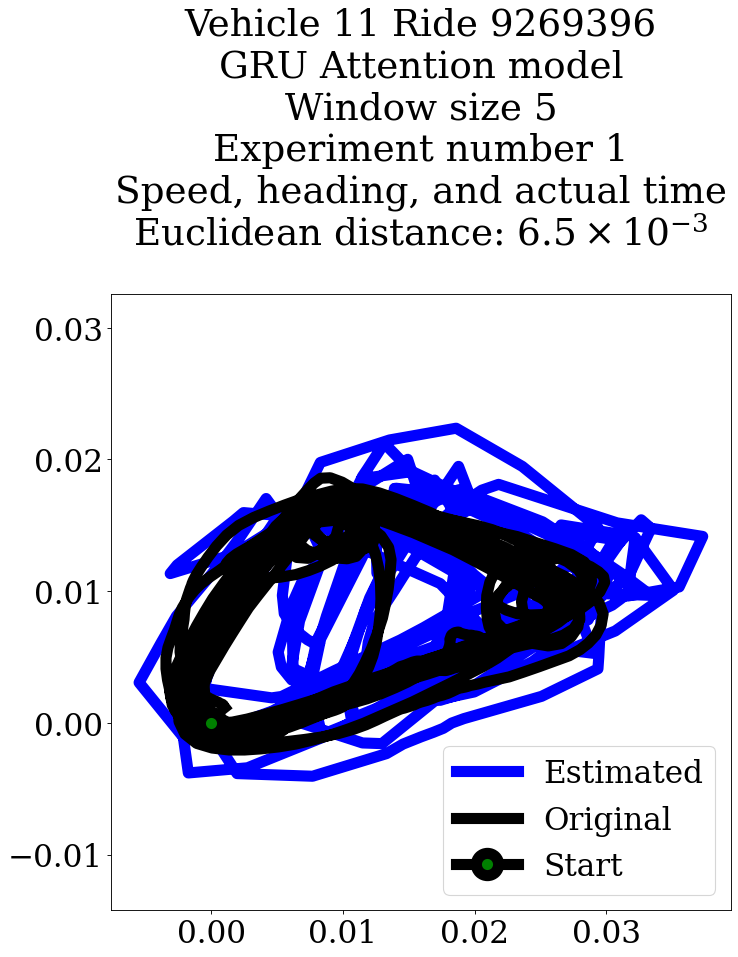 Vehicle 11 Ride 9269396
GRU Attention model
Window size 5
Experiment number 1
Speed, heading, and actual time
Euclidean distance: 6.5 × 10⁻³
0.03
0.02
0.01
0.00
−0.01
Estimated
Original
Start
0.00 0.01 0.02 0.03